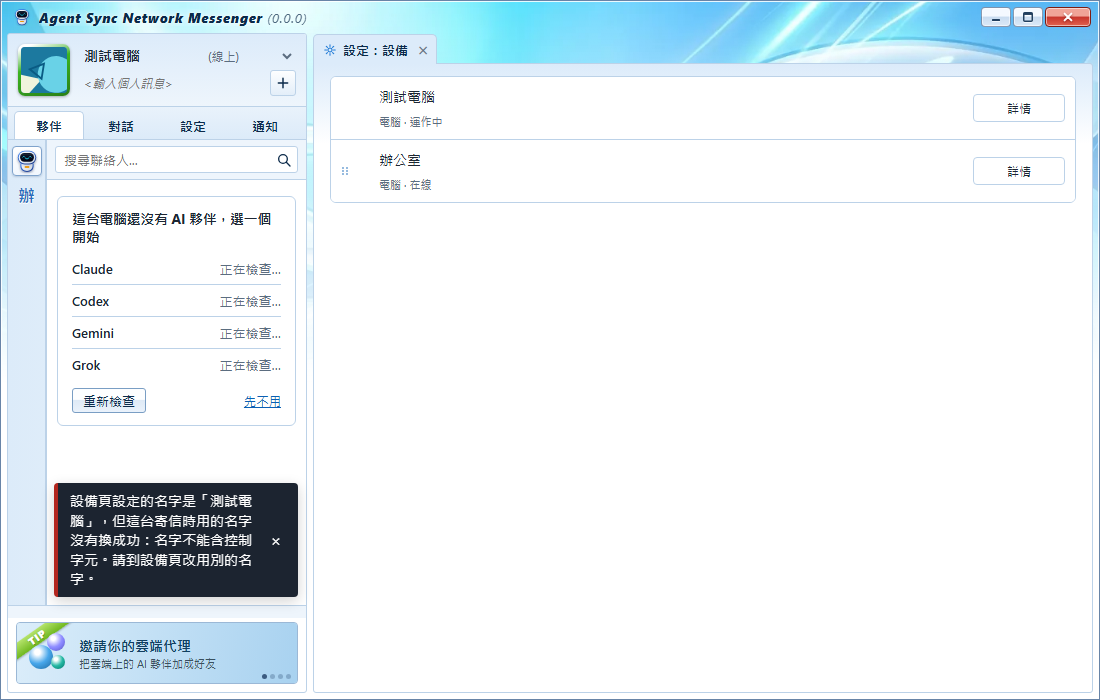 Agent Sync Network Messenger (0.0.0)
測試電腦 (線上)
<輸入個人訊息>
夥伴 對話 設定 通知
搜尋聯絡人...
辦
這台電腦還沒有 AI 夥伴，選一個
開始
Claude 正在檢查...
Codex 正在檢查...
Gemini 正在檢查...
Grok 正在檢查...
重新檢查 先不用
設備頁設定的名字是「測試電
腦」，但這台寄信時用的名字
沒有換成功：名字不能含控制
字元。請到設備頁改用別的名
字。
TIP
邀請你的雲端代理
把雲端上的 AI 夥伴加成好友
設定：設備
測試電腦
電腦 · 運作中
詳情
辦公室
電腦 · 在線
詳情